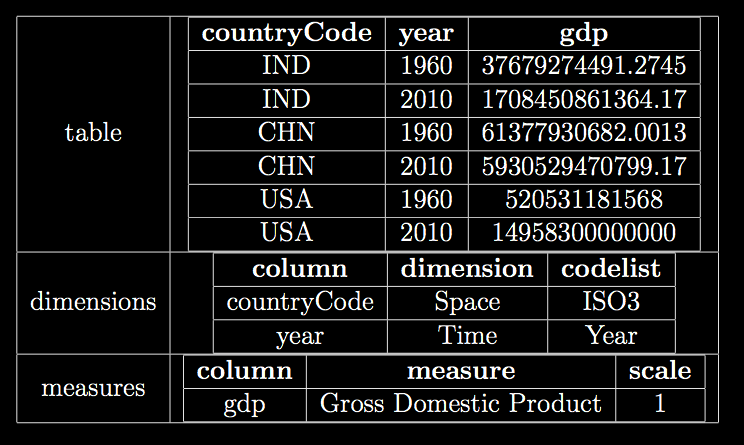 countryCode year gdp
IND 1960 37679274491.2745
IND 2010 1708450861364.17
table CHN 1960 61377930682.0013
CHN 2010 5930529470799.17
USA 1960 520531181568
USA 2010 14958300000000
column dimension codelist
dimensions countryCode Space ISO3
year Time Year
column measure scale
measures gdp Gross Domestic Product 1